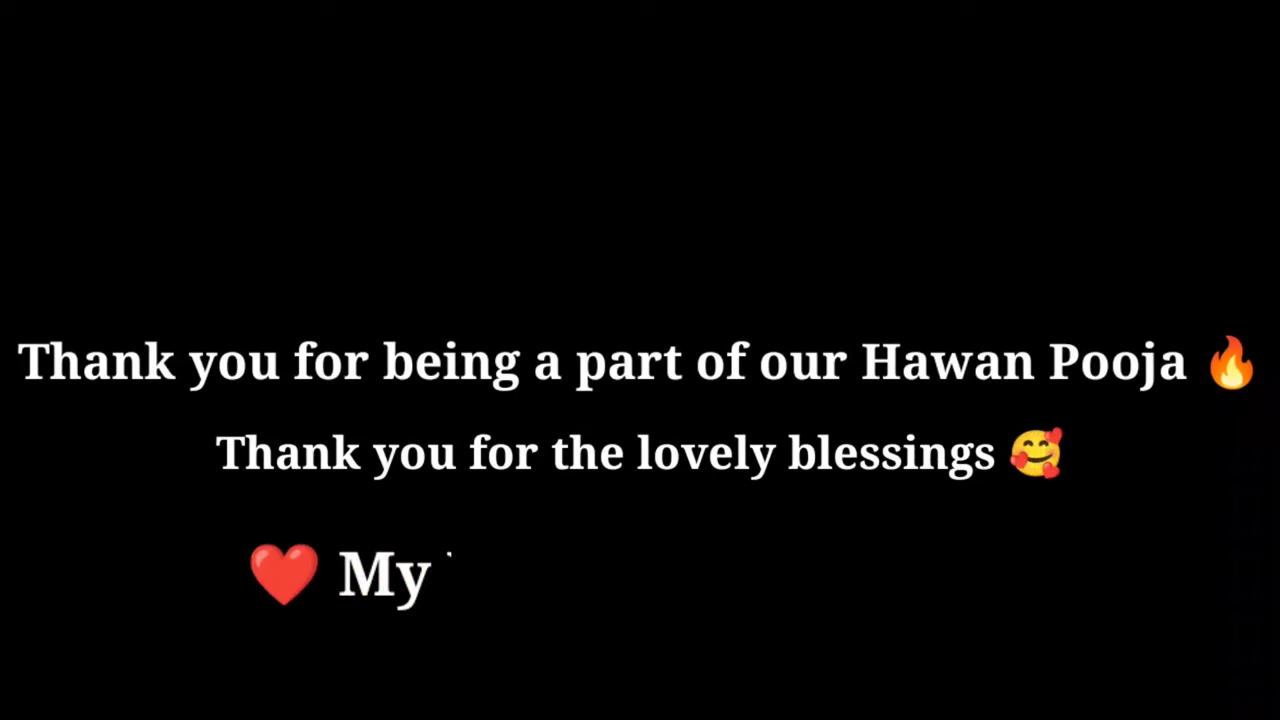 Thank you for being a part of our Hawan Pooja 🔥
Thank you for the lovely blessings 🥰
❤️ My